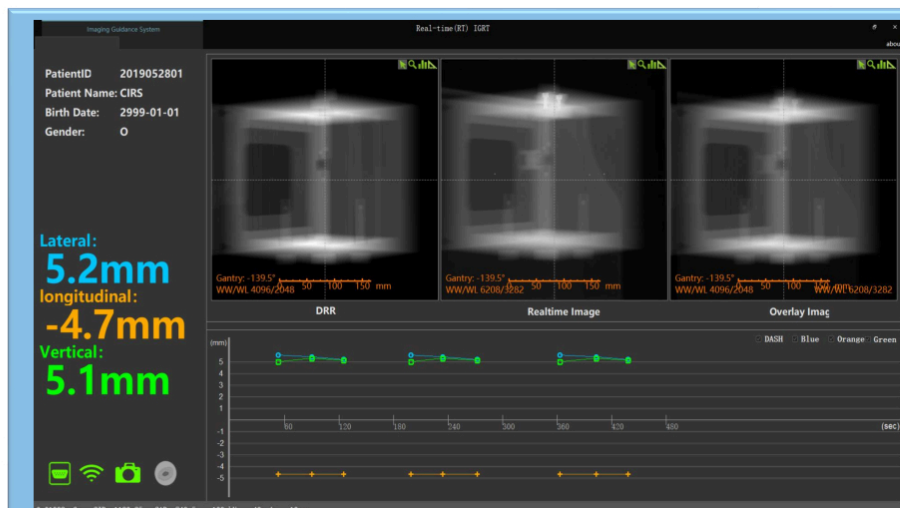 Imaging Guidance System
Real-time(RT) IGRT
abou
PatientID 2019052801
Patient Name: CIRS
Birth Date: 2999-01-01
Gender: O
Lateral:
5.2mm
longitudinal:
-4.7mm
Vertical:
5.1mm
Gantry: -139.5°
50 100 150 mm
WW/WL 4096/2048
DRR
Gantry: -139.5°
50 100 150 mm
WW/WL 6208/3282
Realtime Image
Gantry: -139.5°
50 100 150 mm
WW/WL 4096/2048
WW/WL 6208/3282
Overlay Imag
DASH Blue Orange Green
(mm)
5
4
3
2
1
60 120 180 240 300 360 420 480 (sec)
-1
-2
-3
-4
-5